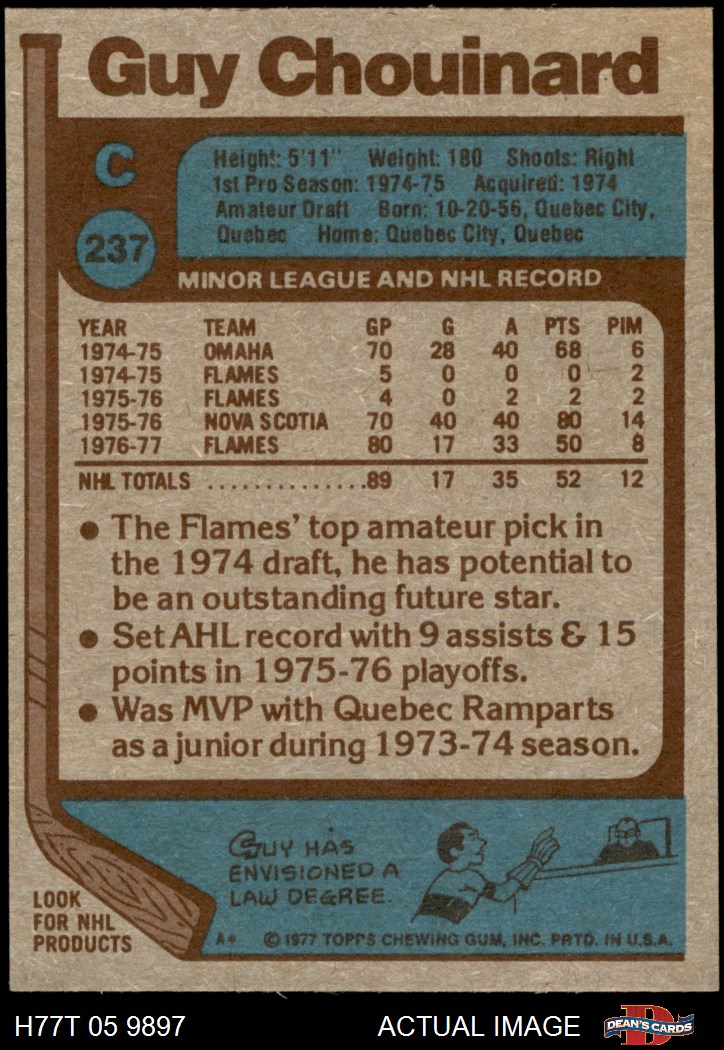 Guy Chouinard
C
237
Height: 5'11" Weight: 180 Shoots: Right
1st Pro Season: 1974-75 Acquired: 1974
Amateur Draft Born: 10-20-56, Quebec City,
Quebec Home: Quebec City, Quebec
MINOR LEAGUE AND NHL RECORD
YEAR TEAM GP G A PTS PIM
1974-75 OMAHA 70 28 40 68 6
1974-75 FLAMES 5 0 0 0 2
1975-76 FLAMES 4 0 2 2 2
1975-76 NOVA SCOTIA 70 40 40 80 14
1976-77 FLAMES 80 17 33 50 8
NHL TOTALS ..............89 17 35 52 12
• The Flames' top amateur pick in
the 1974 draft, he has potential to
be an outstanding future star.
• Set AHL record with 9 assists & 15
points in 1975-76 playoffs.
• Was MVP with Quebec Ramparts
as a junior during 1973-74 season.
GUY HAS
ENVISIONED A
LAW DEGREE.
LOOK
FOR NHL
PRODUCTS
A* © 1977 TOPPS CHEWING GUM, INC. PRTD. IN U.S.A.
H77T 05 9897 ACTUAL IMAGE D DEAN'S CARDS